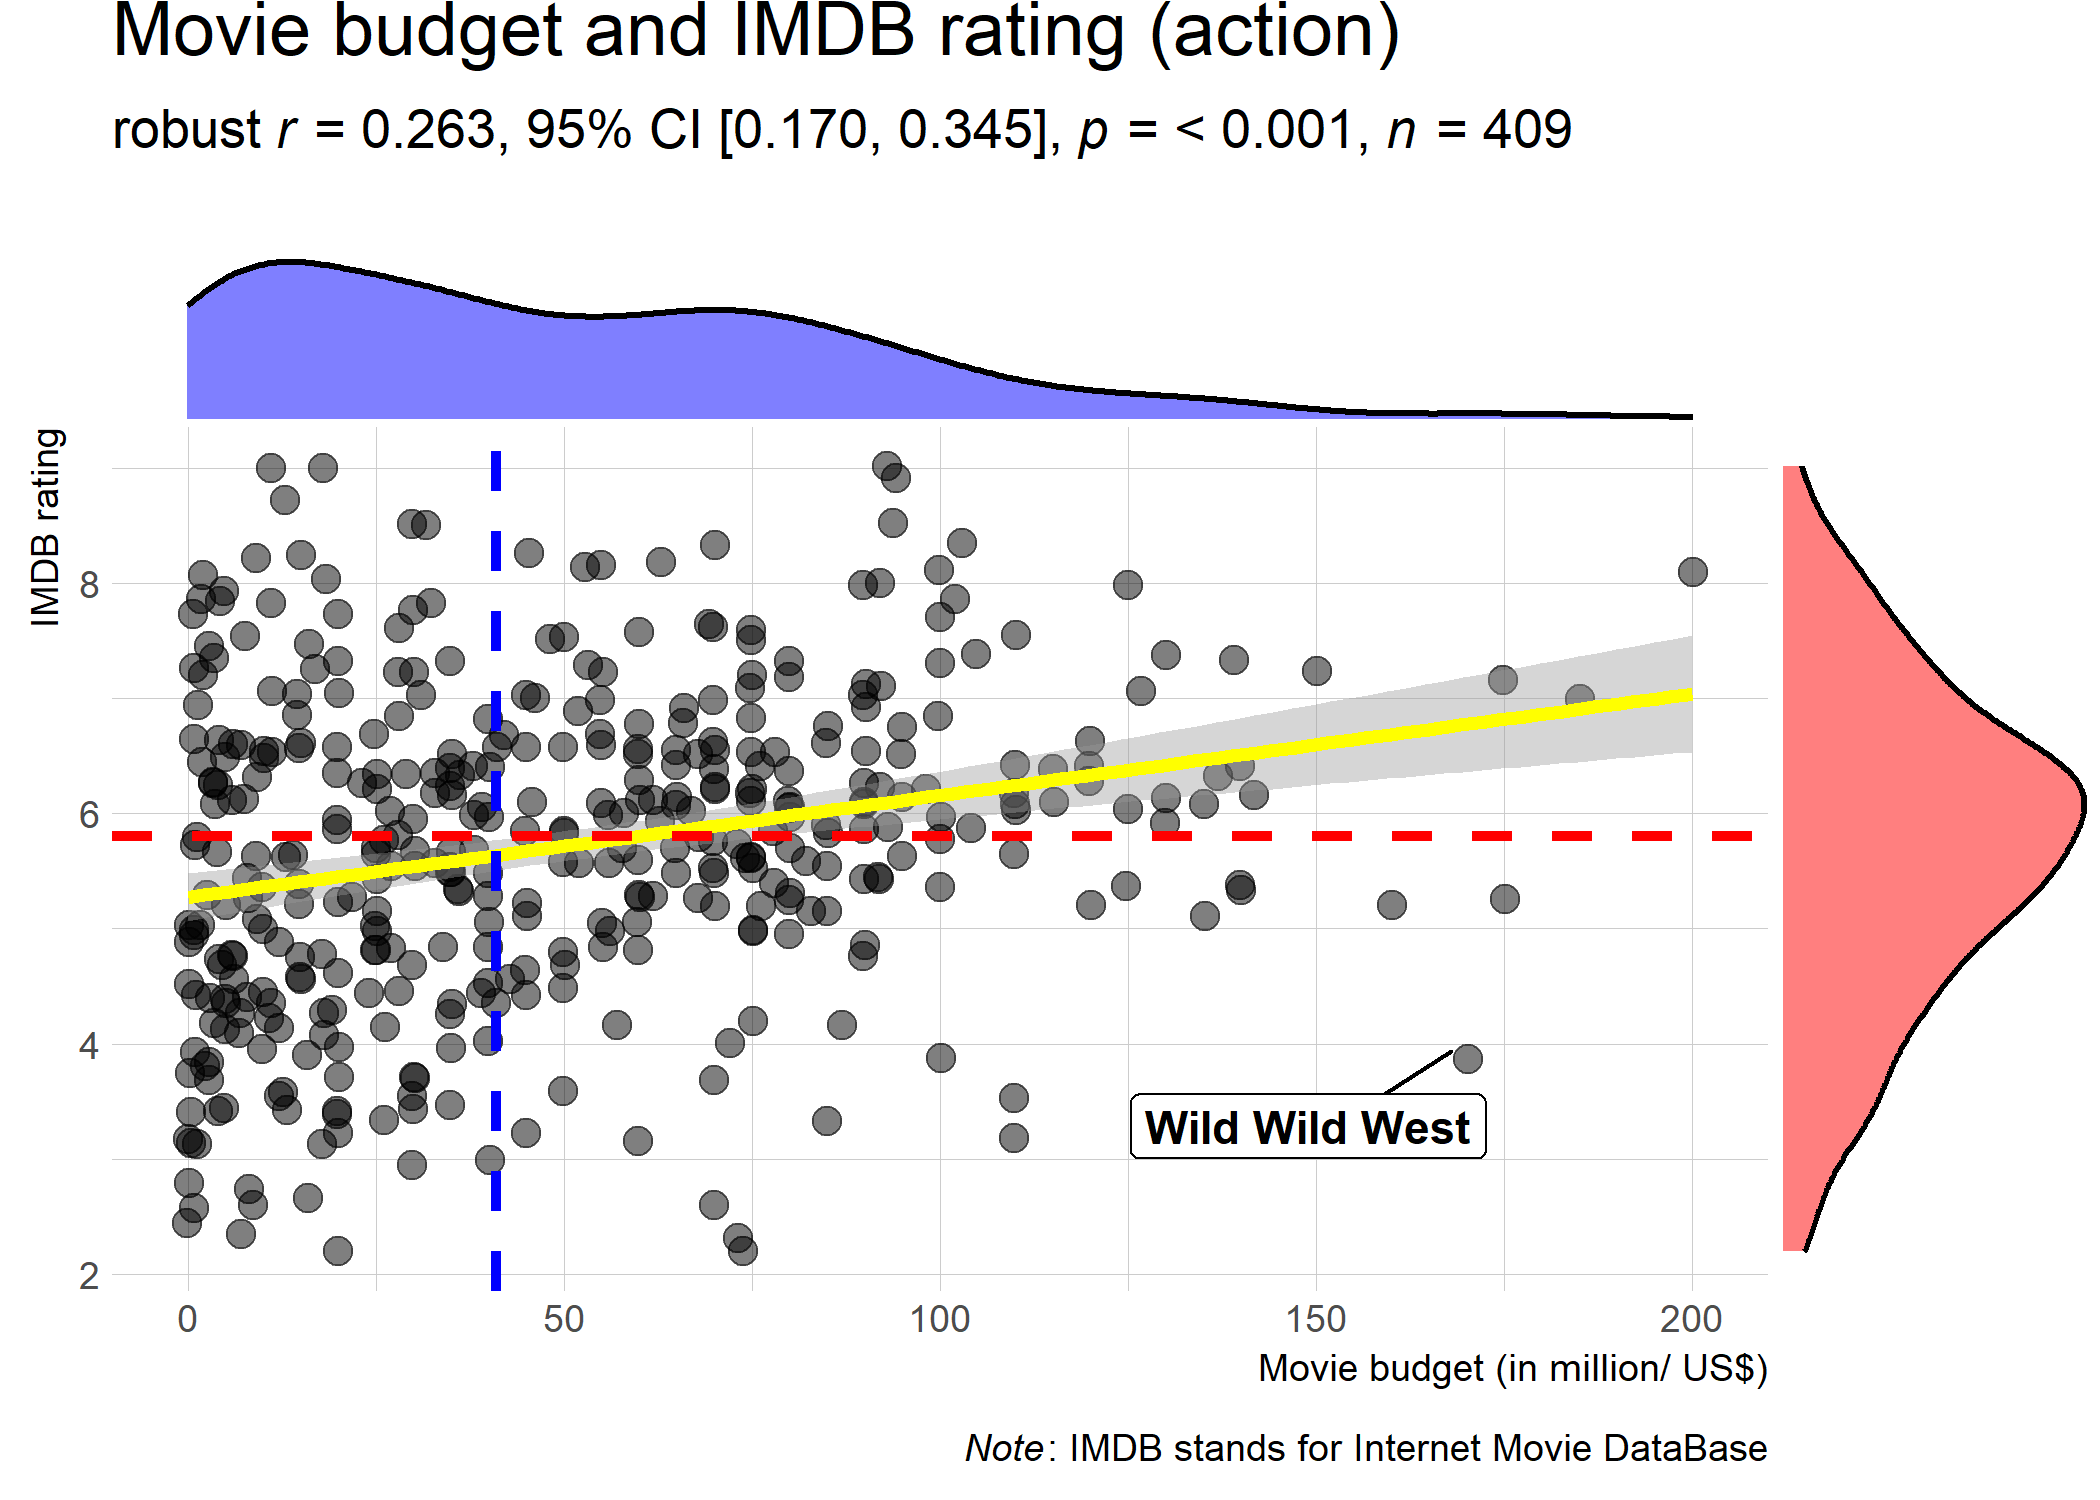 Movie budget and IMDB rating (action)
robust r = 0.263, 95% CI [0.170, 0.345], p = < 0.001, n = 409
IMDB rating
8
6
4
2
Wild Wild West
0 50 100 150 200
Movie budget (in million/ US$)
Note: IMDB stands for Internet Movie DataBase